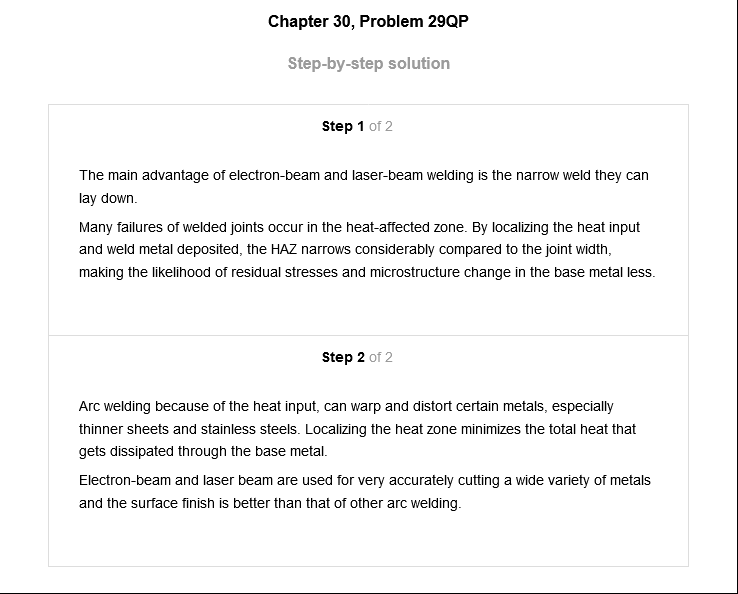 Chapter 30, Problem 29QP
Step-by-step solution
Step 1 of 2
The main advantage of electron-beam and laser-beam welding is the narrow weld they can
lay down.
Many failures of welded joints occur in the heat-affected zone. By localizing the heat input
and weld metal deposited, the HAZ narrows considerably compared to the joint width,
making the likelihood of residual stresses and microstructure change in the base metal less.
Step 2 of 2
Arc welding because of the heat input, can warp and distort certain metals, especially
thinner sheets and stainless steels. Localizing the heat zone minimizes the total heat that
gets dissipated through the base metal.
Electron-beam and laser beam are used for very accurately cutting a wide variety of metals
and the surface finish is better than that of other arc welding.